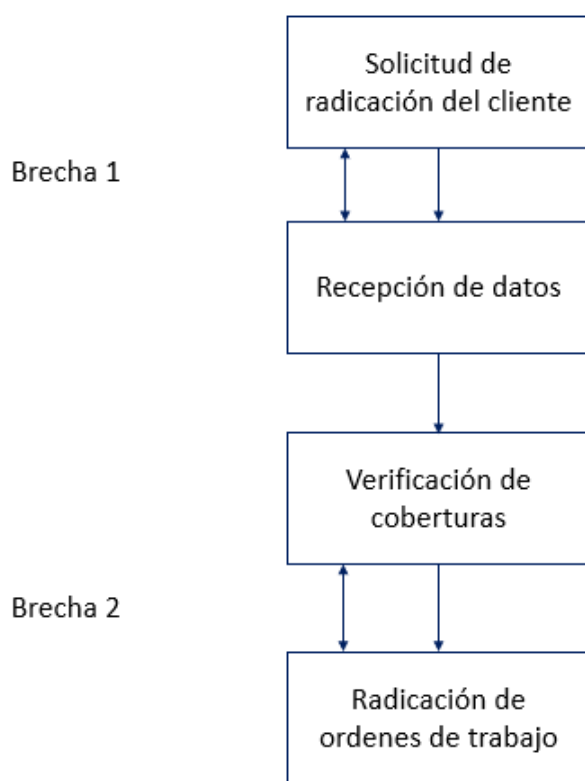 Solicitud de
radicación del cliente
Brecha 1
Recepción de datos
Verificación de
coberturas
Brecha 2
Radicación de
ordenes de trabajo